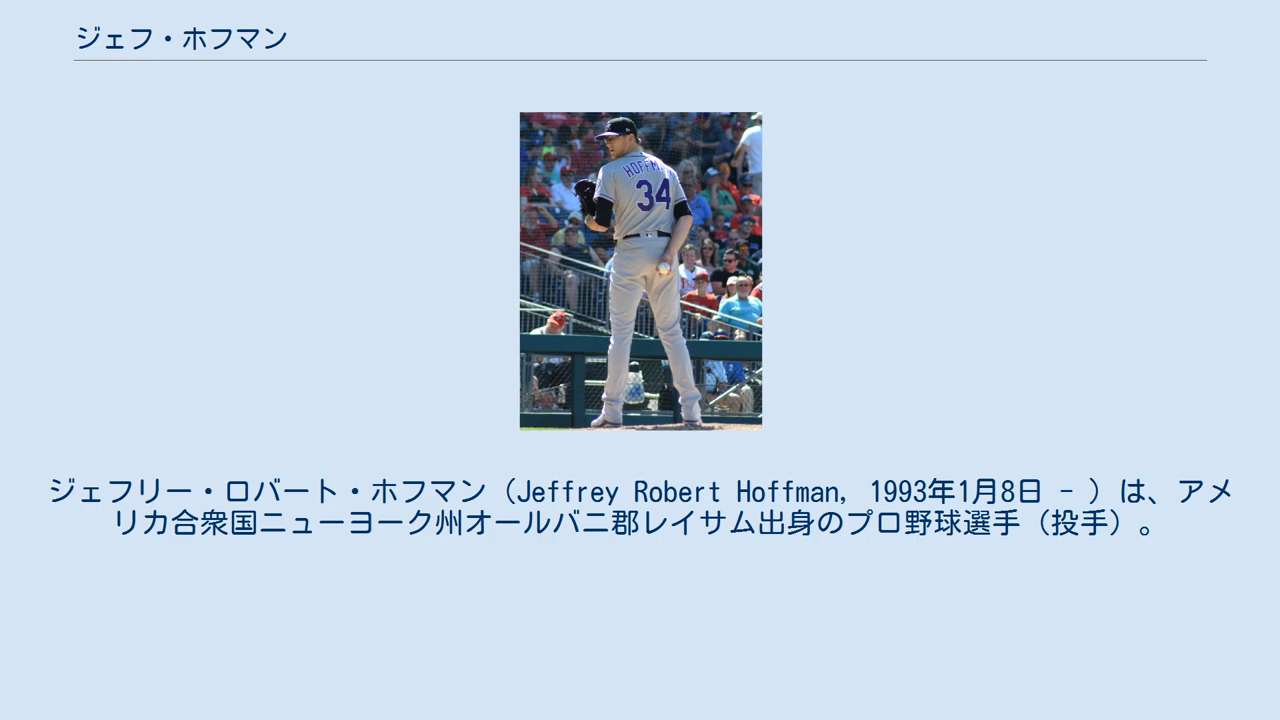 ジェフ・ホフマン
HOFFM
34
ジェフリー・ロバート・ホフマン（Jeffrey Robert Hoffman, 1993年1月8日 - ）は、アメ
リカ合衆国ニューヨーク州オールバニ郡レイサム出身のプロ野球選手（投手）。